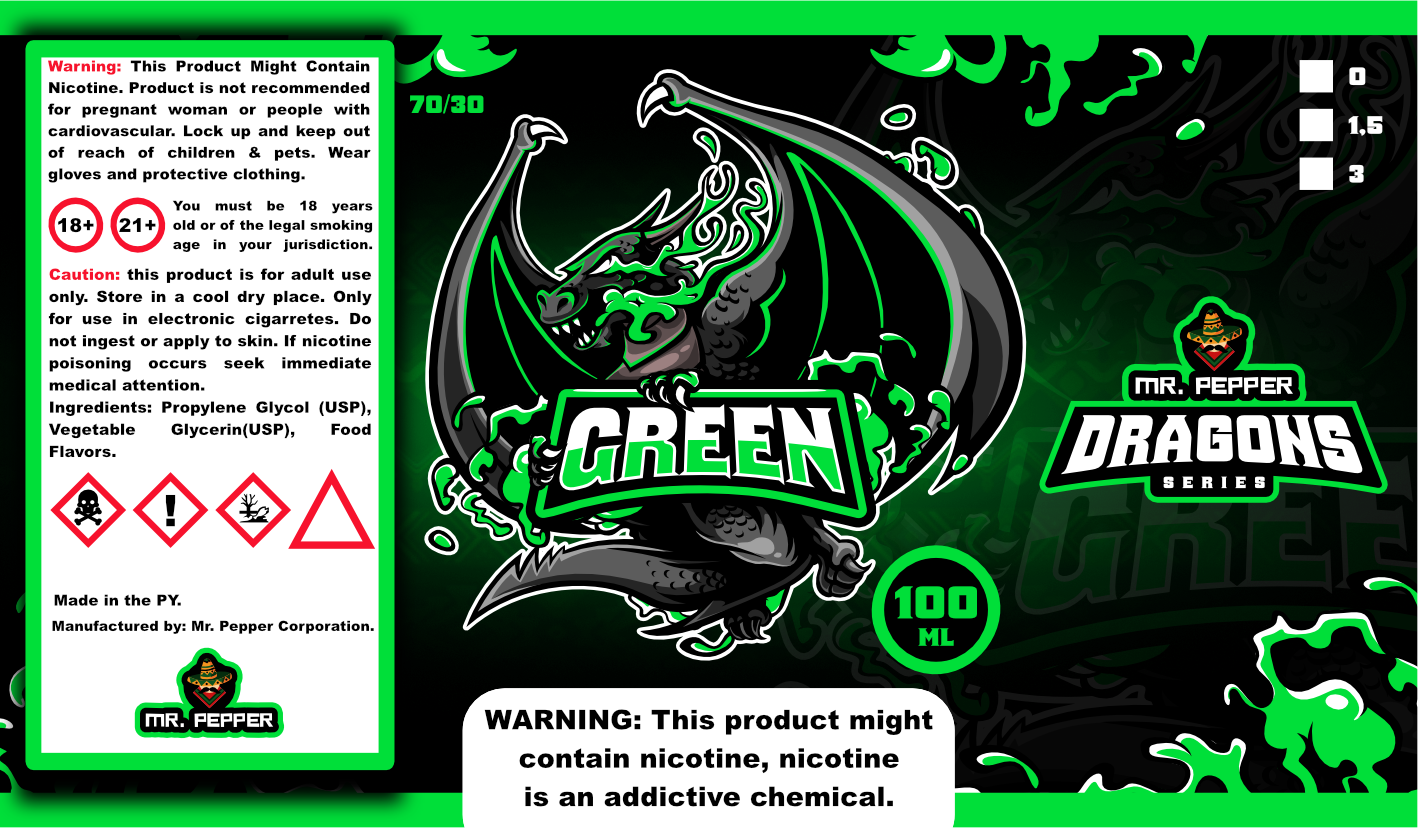 Warning: This Product Might Contain
Nicotine. Product is not recommended
for pregnant woman or people with
cardiovascular. Lock up and keep out
of reach of children & pets. Wear
gloves and protective clothing.
18+ 21+
You must be 18 years
old or of the legal smoking
age in your jurisdiction.
Caution: this product is for adult use
only. Store in a cool dry place. Only
for use in electronic cigarretes. Do
not ingest or apply to skin. If nicotine
poisoning occurs seek immediate
medical attention.
Ingredients: Propylene Glycol (USP),
Vegetable Glycerin(USP), Food
Flavors.
!
Made in the PY.
Manufactured by: Mr. Pepper Corporation.
MR. PEPPER
70/30
GREEN
100
ML
WARNING: This product might
contain nicotine, nicotine
is an addictive chemical.
0
1,5
3
MR. PEPPER
DRAGONS
SERIES
GREE